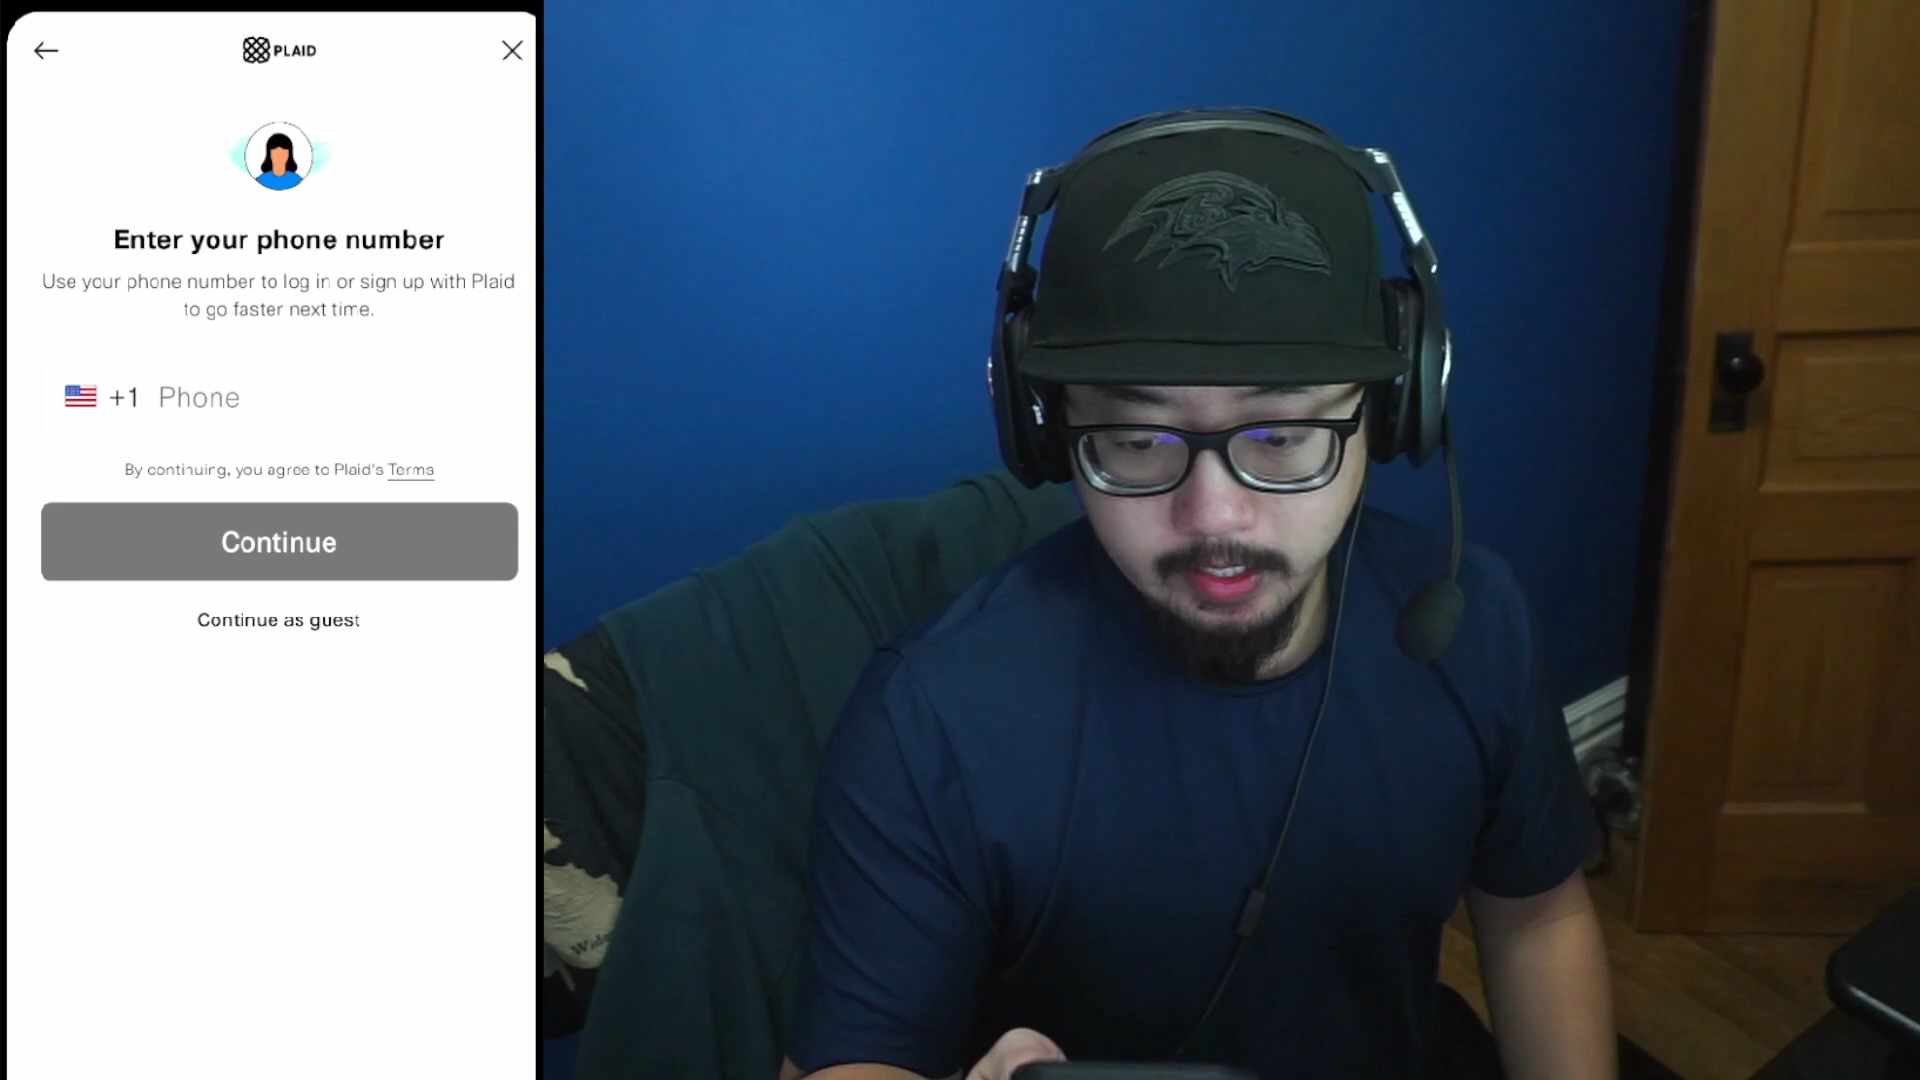 PLAID
Enter your phone number
Use your phone number to log in or sign up with Plaid
to go faster next time.
+1 Phone
By continuing, you agree to Plaid's Terms
Continue
Continue as guest